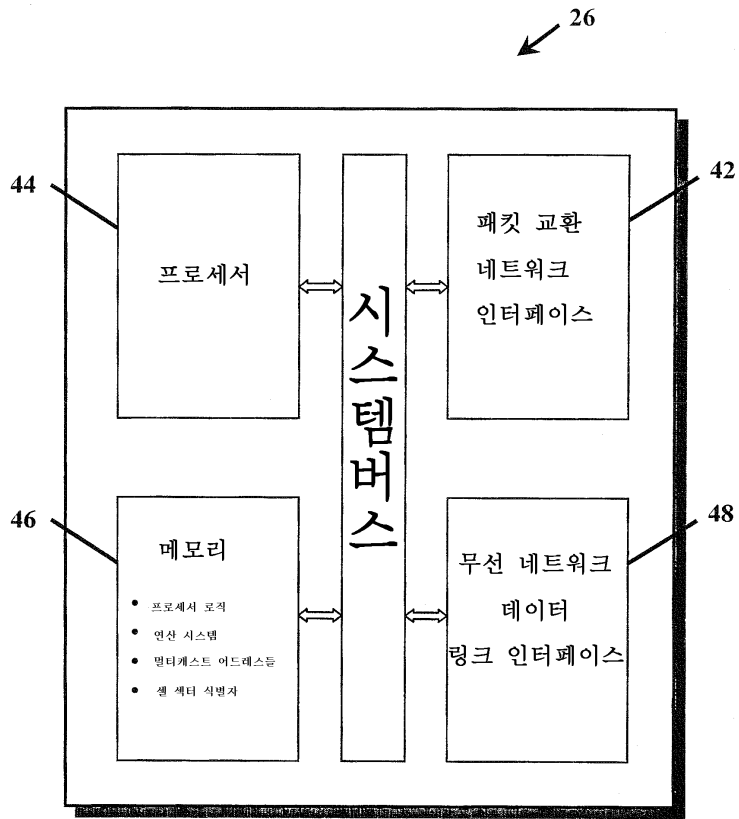 26
44
42
프로세서
패킷 교환
네트워크
인터페이스
시스템버스
46
48
메모리
• 프로세서 로직
• 연산 시스템
• 멀티캐스트 어드레스들
• 셀 섹터 식별자
무선 네트워크
데이터
링크 인터페이스